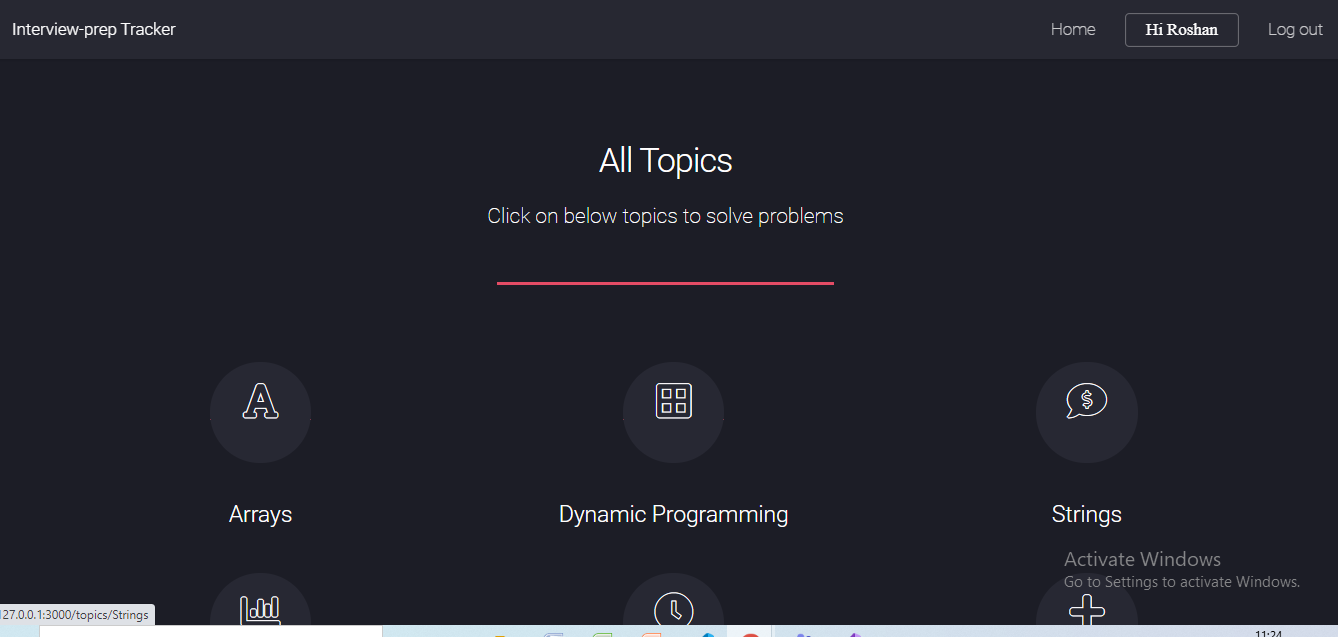 Interview-prep Tracker Home Hi Roshan Log out
All Topics
Click on below topics to solve problems
A $
Arrays Dynamic Programming Strings
Activate Windows
Go to Settings to activate Windows.
127.0.0.1:3000/topics/Strings
11:24